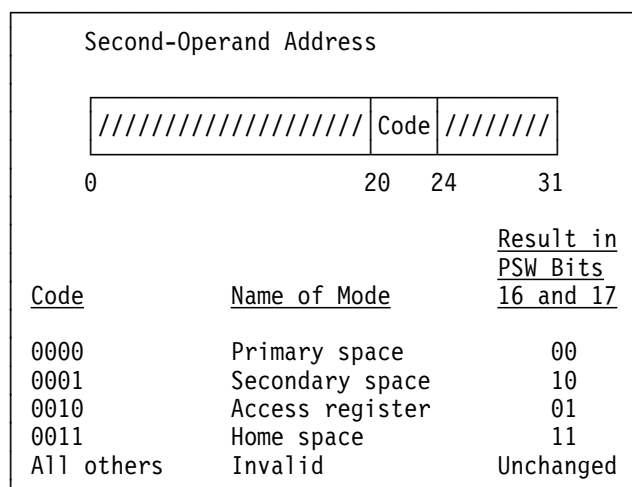 Second-Operand Address
////////////////////Code////////
0 20 24 31
Result in
PSW Bits
Code Name of Mode 16 and 17
0000 Primary space 00
0001 Secondary space 10
0010 Access register 01
0011 Home space 11
All others Invalid Unchanged